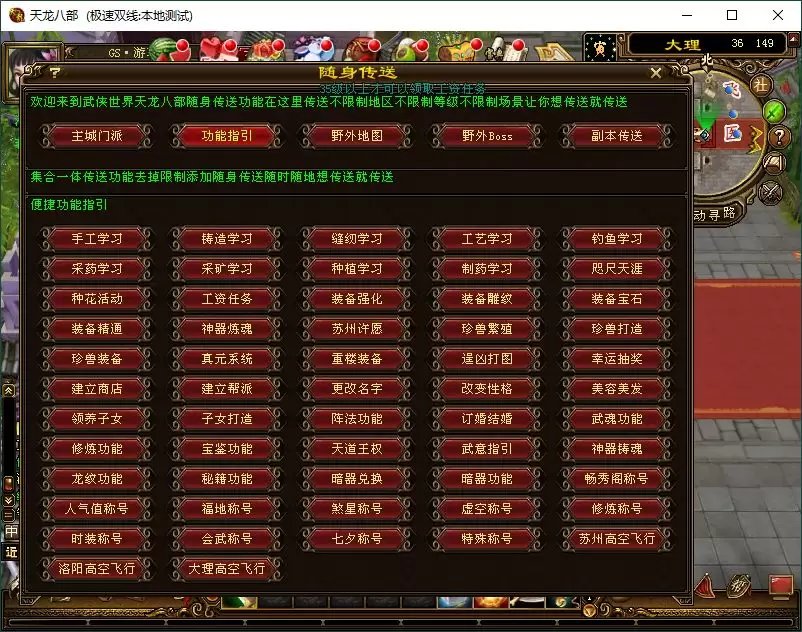 天龙八部 (极速双线:本地测试)
GS·游
大理 36 149
北
? 随身传送
35级以上才可以领取工资任务
欢迎来到武侠世界天龙八部随身传送功能在这里传送不限制地区不限制等级不限制场景让你想传送就传送
社
主城门派 功能指引 野外地图 野外Boss 副本传送
?
集合一体传送功能去掉限制添加随身传送随时随地想传送就传送
便捷功能指引
动寻路
手工学习 铸造学习 缝纫学习 工艺学习 钓鱼学习
采药学习 采矿学习 种植学习 制药学习 咫尺天涯
种花活动 工资任务 装备强化 装备雕纹 装备宝石
装备精通 神器炼魂 苏州许愿 珍兽繁殖 珍兽打造
珍兽装备 真元系统 重楼装备 逞凶打图 幸运抽奖
建立商店 建立帮派 更改名字 改变性格 美容美发
领养子女 子女打造 阵法功能 订婚结婚 武魂功能
修炼功能 宝鉴功能 天道王权 武意指引 神器铸魂
龙纹功能 秘籍功能 暗器兑换 暗器功能 畅秀阁称号
人气值称号 福地称号 煞星称号 虚空称号 修炼称号
时装称号 会武称号 七夕称号 特殊称号 苏州高空飞行
洛阳高空飞行 大理高空飞行
近